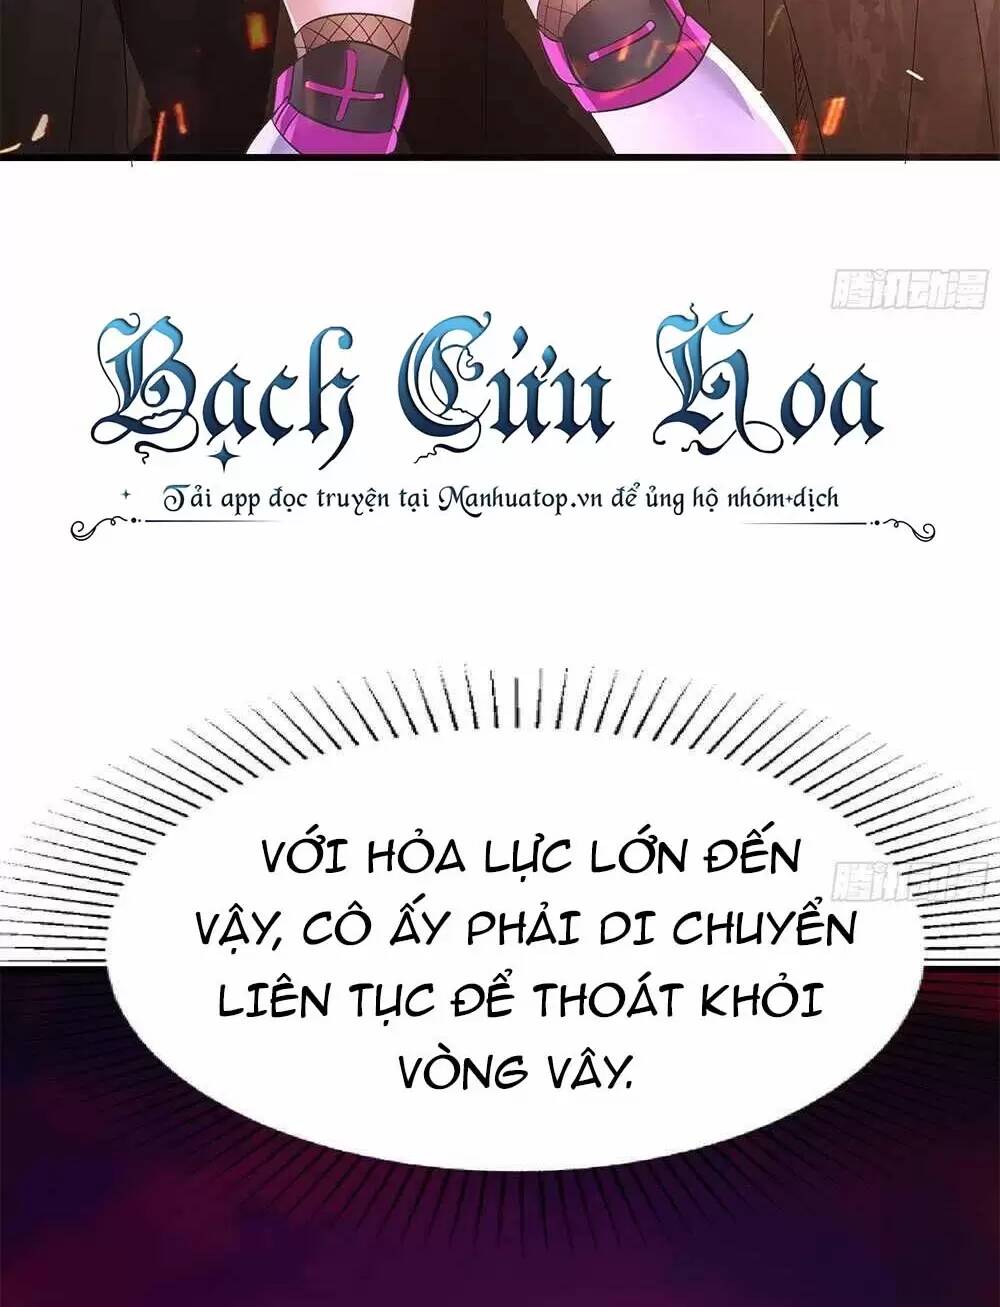 腾讯动漫
Bạch Cửu Hoa
Tải app đọc truyện tại Manhuatop.vn để ủng hộ nhóm dịch
VỚI HỎA LỰC LỚN ĐẾN
腾讯动漫
VẬY, CÔ ẤY PHẢI DI CHUYỂN
LIÊN TỤC ĐỂ THOÁT KHỎI
VÒNG VÂY.